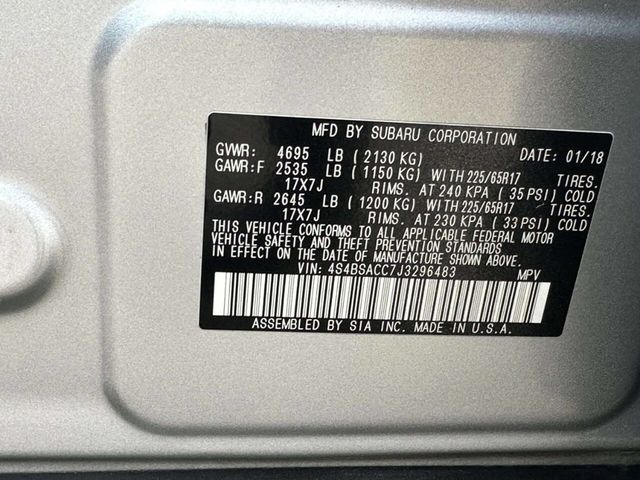 MFD BY SUBARU CORPORATION
GVWR: 4695 LB (2130 KG) DATE: 01/18
GAWR:F 2535 LB (1150 KG) WITH 225/65R17 TIRES.
17X7J RIMS. AT 240 KPA (35 PSI) COLD
GAWR:R 2645 LB (1200 KG) WITH 225/65R17 TIRES.
17X7J RIMS. AT 230 KPA (33 PSI) COLD
THIS VEHICLE CONFORMS TO ALL APPLICABLE FEDERAL MOTOR
VEHICLE SAFETY AND THEFT PREVENTION STANDARDS
IN EFFECT ON THE DATE OF MANUFACTURE SHOWN ABOVE.
VIN: 4S4BSACC7J3296483 MPV
ASSEMBLED BY SIA INC. MADE IN U.S.A.